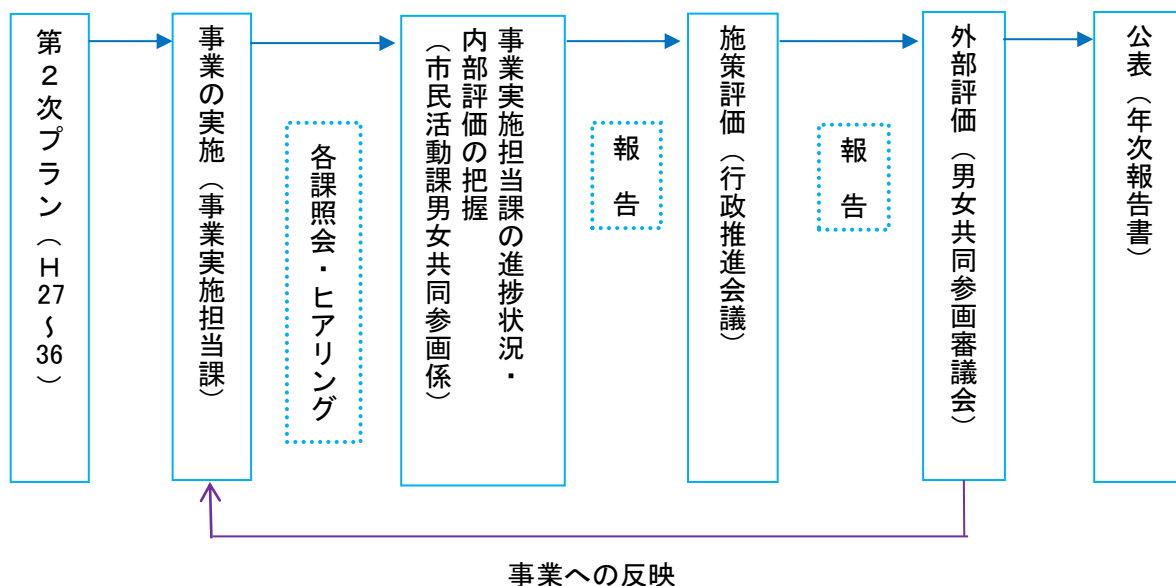 第２次プラン（Ｈ27～36）
事業の実施（事業実施担当課）
各課照会・ヒアリング
事業実施担当課の進捗状況・
内部評価の把握
（市民活動課男女共同参画係）
報告
施策評価（行政推進会議）
報告
外部評価（男女共同参画審議会）
公表（年次報告書）
事業への反映